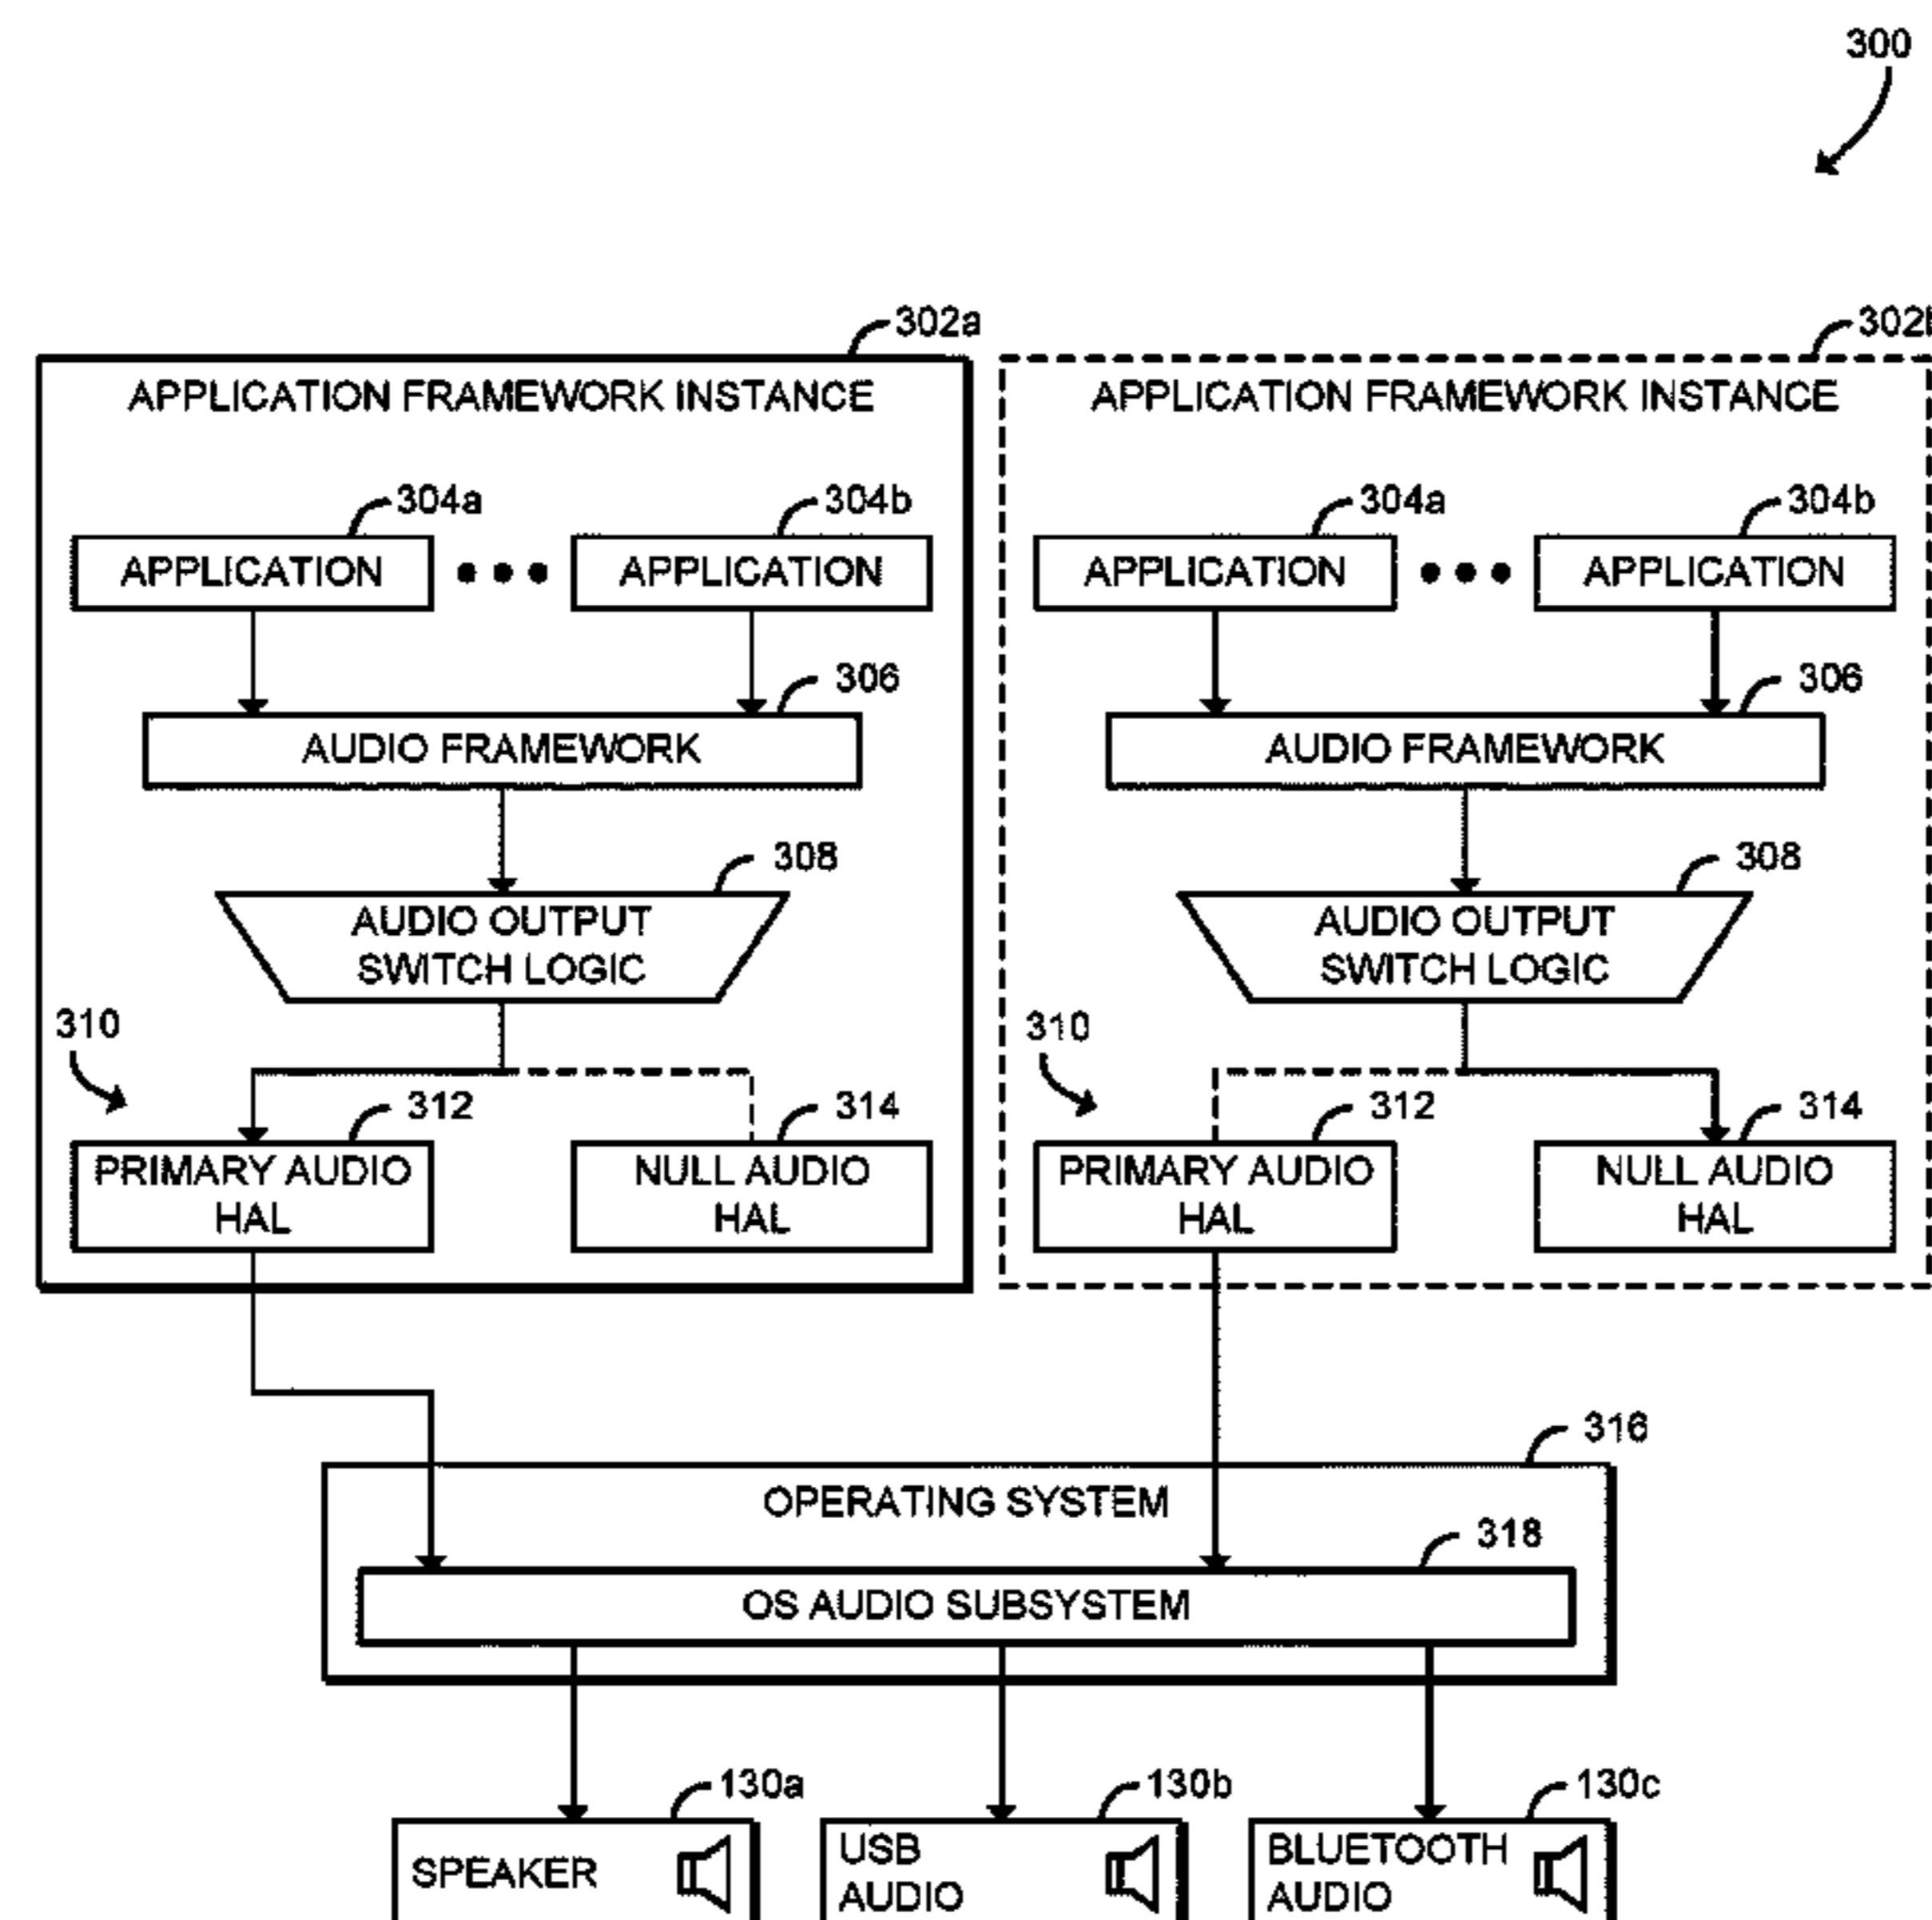 300
302a
APPLICATION FRAMEWORK INSTANCE
304a
304b
APPLICATION
APPLICATION
306
AUDIO FRAMEWORK
308
AUDIO OUTPUT
SWITCH LOGIC
310
312
314
PRIMARY AUDIO
HAL
NULL AUDIO
HAL
APPLICATION FRAMEWORK INSTANCE
304a
304b
APPLICATION
APPLICATION
306
AUDIO FRAMEWORK
308
AUDIO OUTPUT
SWITCH LOGIC
310
312
314
PRIMARY AUDIO
HAL
NULL AUDIO
HAL
316
OPERATING SYSTEM
318
OS AUDIO SUBSYSTEM
130a
130b
130c
SPEAKER
USB
AUDIO
BLUETOOTH
AUDIO